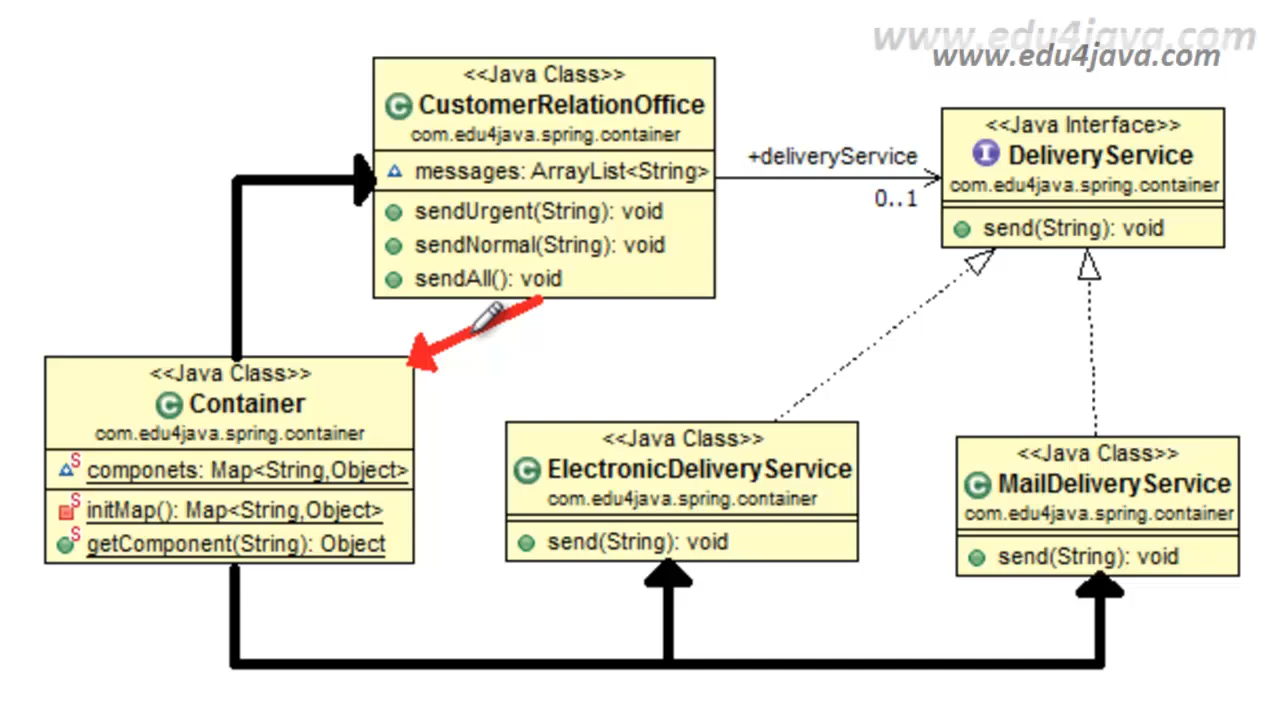 www.edu4java.com
www.edu4java.com
<<Java Class>>
C CustomerRelationOffice
com.edu4java.spring.container
messages: ArrayList<String>
sendUrgent(String): void
sendNormal(String): void
sendAll(): void
+deliveryService
0..1
<<Java Interface>>
I DeliveryService
com.edu4java.spring.container
send(String): void
<<Java Class>>
C Container
com.edu4java.spring.container
S componets: Map<String,Object>
S initMap(): Map<String,Object>
S getComponent(String): Object
<<Java Class>>
C ElectronicDeliveryService
com.edu4java.spring.container
send(String): void
<<Java Class>>
C MailDeliveryService
com.edu4java.spring.container
send(String): void